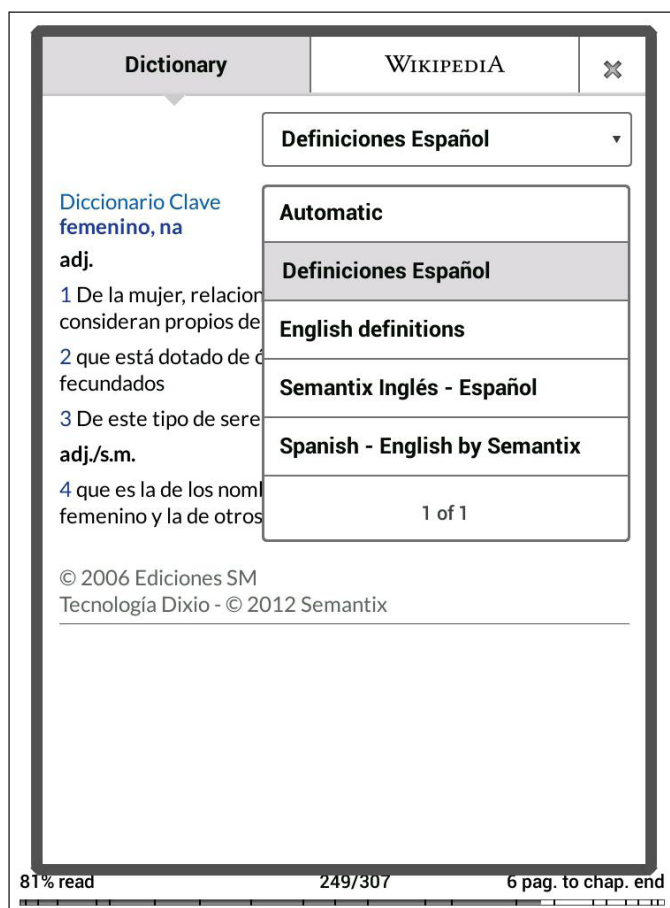 Dictionary
WIKIPEDIA
Definiciones Español
Diccionario Clave
femenino, na
adj.
1 De la mujer, relacion
consideran propios de
2 que está dotado de
fecundados
3 De este tipo de sere
adj./s.m.
4 que es la de los
femenino y la de otros
Automatic
Definiciones Español
English definitions
Semantix Inglés - Español
Spanish - English by Semantix
1 of 1
© 2006 Ediciones SM
Tecnología Dixio - © 2012 Semantix
81% read
249/307
6 pag. to chap. end